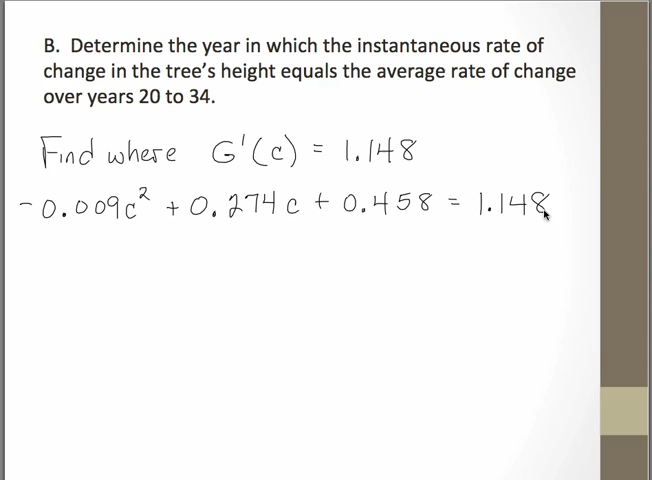 B. Determine the year in which the instantaneous rate of
change in the tree's height equals the average rate of change
over years 20 to 34.
Find where G'(c) = 1.148
-0.009c² + 0.274c + 0.458 = 1.148